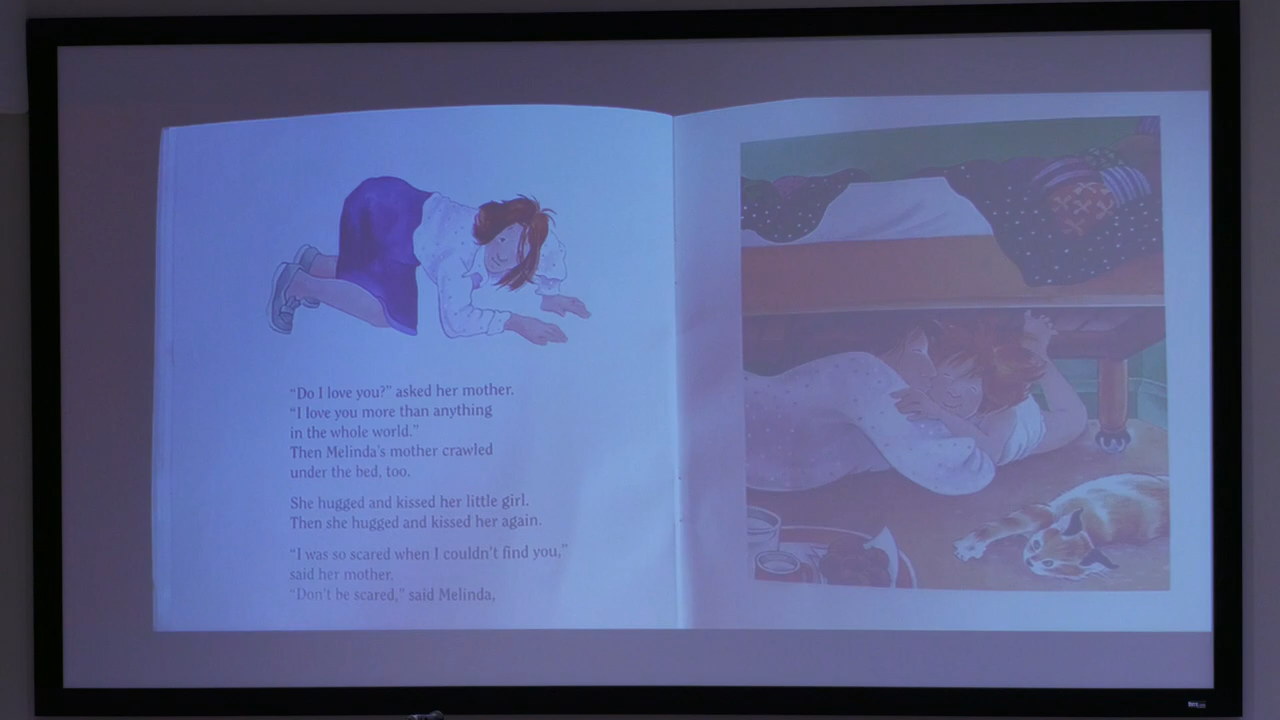 “Do I love you?” asked her mother.
“I love you more than anything
in the whole world.”
Then Melinda’s mother crawled
under the bed, too.
She hugged and kissed her little girl.
Then she hugged and kissed her again.
“I was so scared when I couldn’t find you,”
said her mother.
“Don’t be scared,” said Melinda,